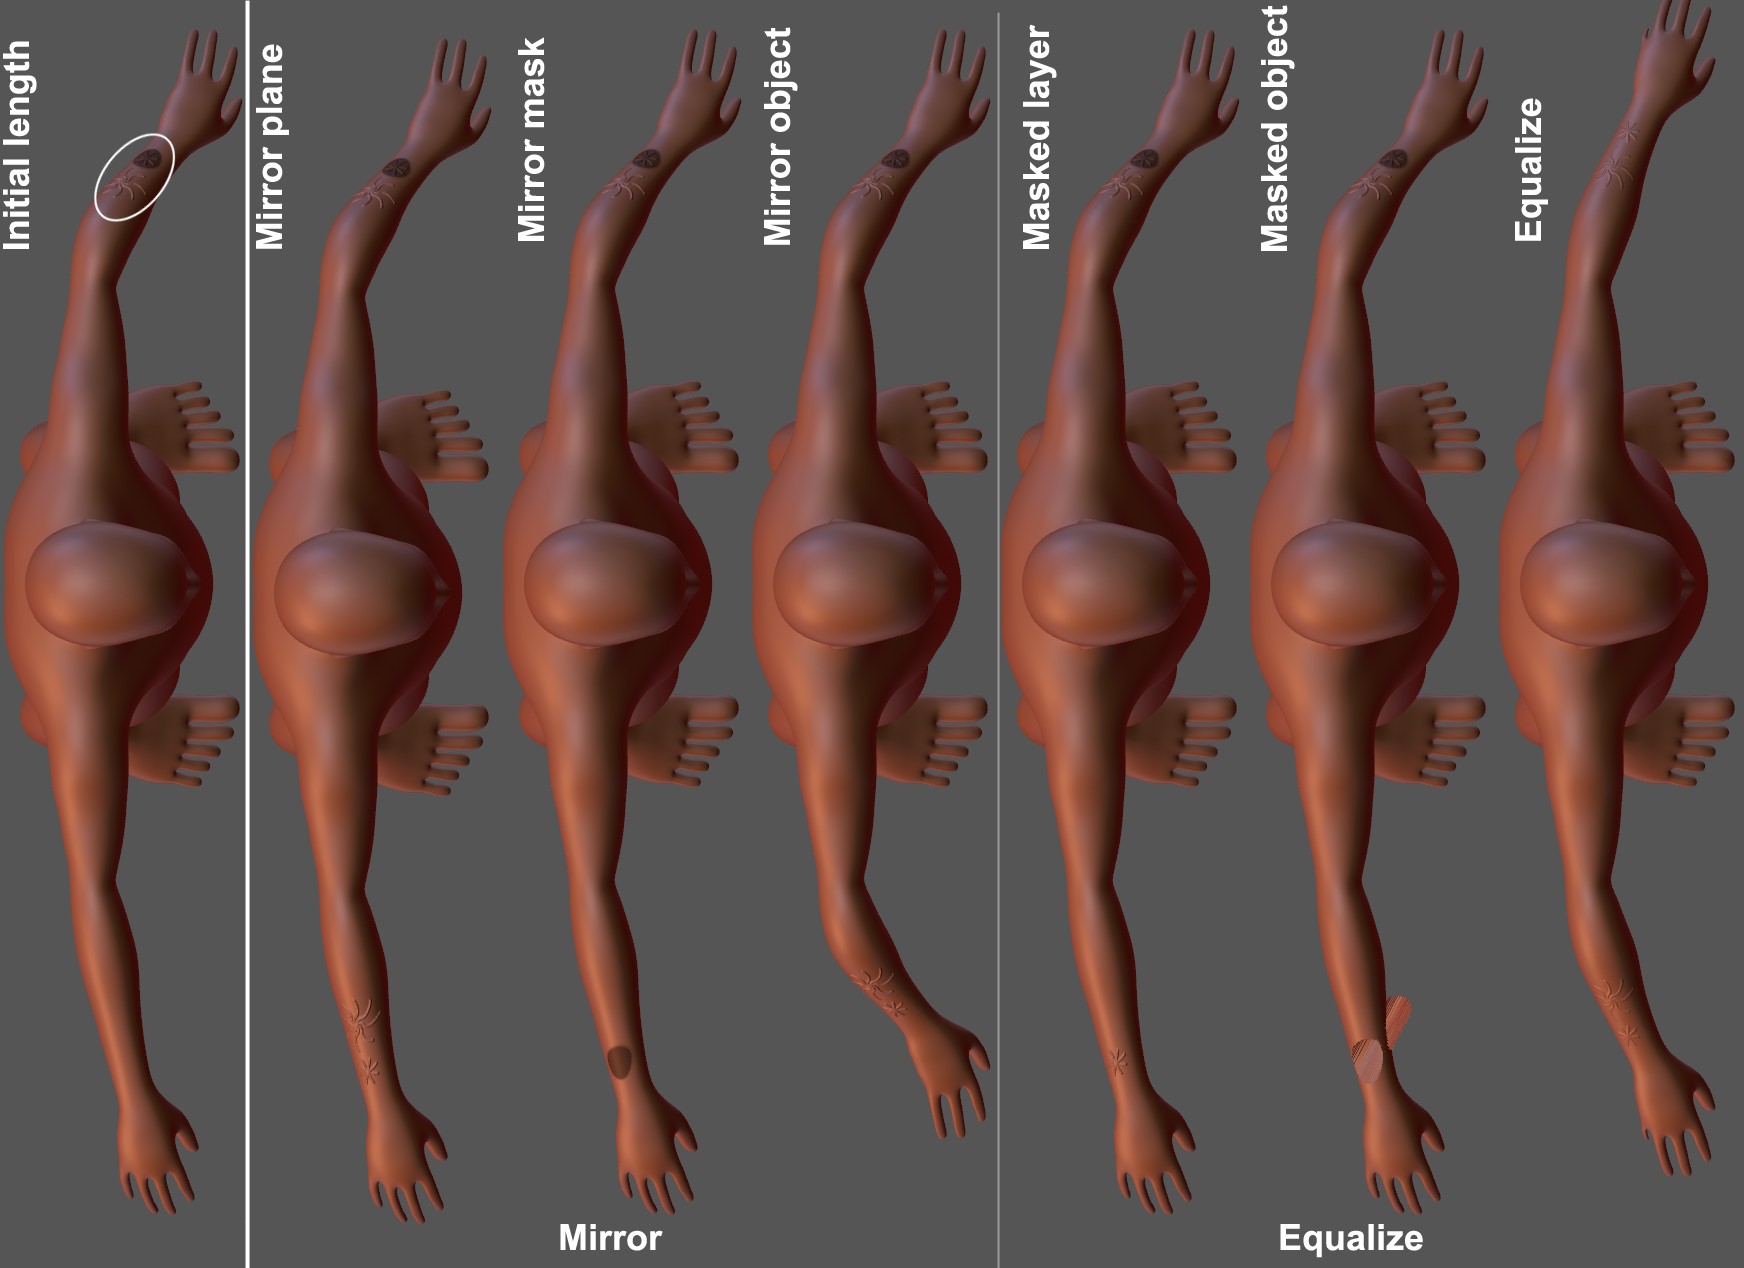 Initial length
Mirror plane
Mirror mask
Mirror object
Masked layer
Masked object
Equalize
Mirror
Equalize